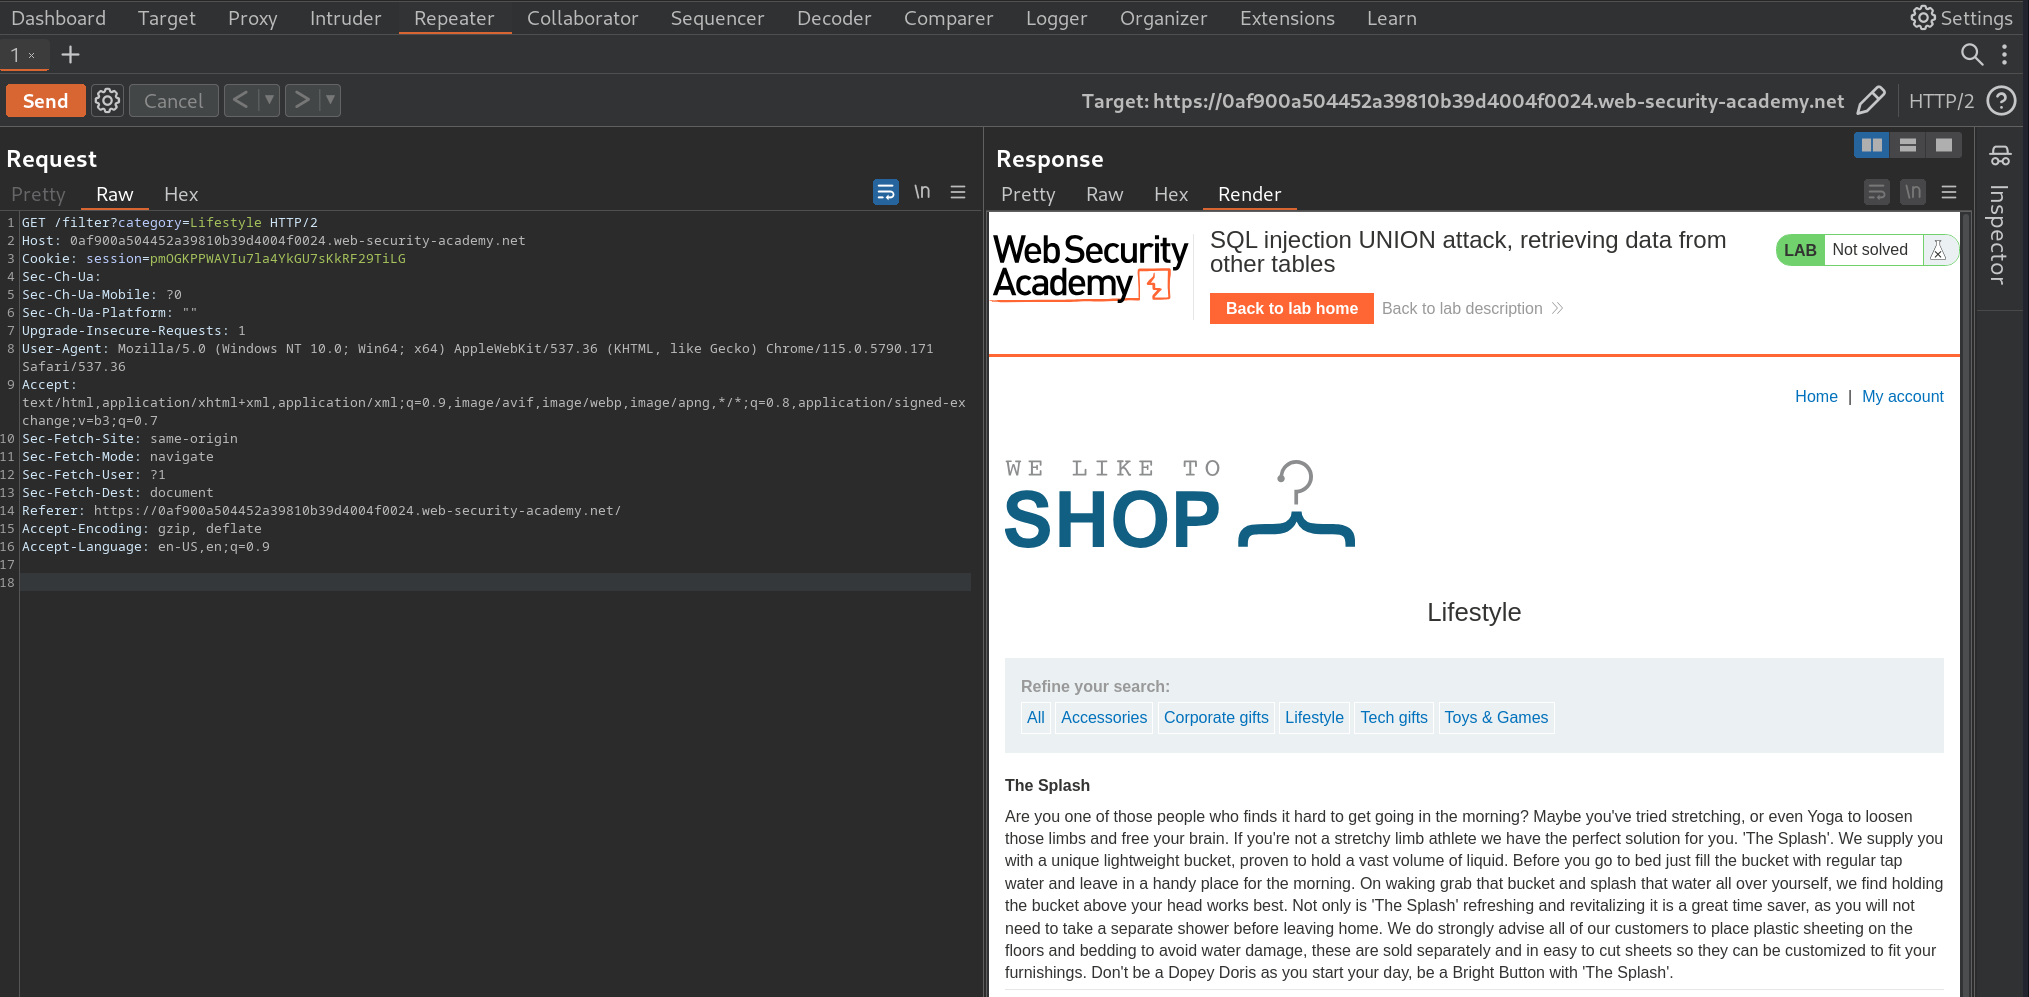 Dashboard Target Proxy Intruder Repeater Collaborator Sequencer Decoder Comparer Logger Organizer Extensions Learn Settings
1 × +
Send Cancel < > Target: https://0af900a504452a39810b39d4004f0024.web-security-academy.net HTTP/2 ?
Request
Pretty Raw Hex \n
1 GET /filter?category=Lifestyle HTTP/2
2 Host: 0af900a504452a39810b39d4004f0024.web-security-academy.net
3 Cookie: session=pmOGKPPWAVIu7la4YkGU7sKkRF29TiLG
4 Sec-Ch-Ua:
5 Sec-Ch-Ua-Mobile: ?0
6 Sec-Ch-Ua-Platform: ""
7 Upgrade-Insecure-Requests: 1
8 User-Agent: Mozilla/5.0 (Windows NT 10.0; Win64; x64) AppleWebKit/537.36 (KHTML, like Gecko) Chrome/115.0.5790.171
Safari/537.36
9 Accept:
text/html,application/xhtml+xml,application/xml;q=0.9,image/avif,image/webp,image/apng,*/*;q=0.8,application/signed-ex
change;v=b3;q=0.7
10 Sec-Fetch-Site: same-origin
11 Sec-Fetch-Mode: navigate
12 Sec-Fetch-User: ?1
13 Sec-Fetch-Dest: document
14 Referer: https://0af900a504452a39810b39d4004f0024.web-security-academy.net/
15 Accept-Encoding: gzip, deflate
16 Accept-Language: en-US,en;q=0.9
17
18
Response
Pretty Raw Hex Render \n
Web Security
Academy
SQL injection UNION attack, retrieving data from
other tables
LAB Not solved
Back to lab home Back to lab description
Home | My account
WE LIKE TO
SHOP
Lifestyle
Refine your search:
All Accessories Corporate gifts Lifestyle Tech gifts Toys & Games
The Splash
Are you one of those people who finds it hard to get going in the morning? Maybe you've tried stretching, or even Yoga to loosen
those limbs and free your brain. If you're not a stretchy limb athlete we have the perfect solution for you. 'The Splash'. We supply you
with a unique lightweight bucket, proven to hold a vast volume of liquid. Before you go to bed just fill the bucket with regular tap
water and leave in a handy place for the morning. On waking grab that bucket and splash that water all over yourself, we find holding
the bucket above your head works best. Not only is 'The Splash' refreshing and revitalizing it is a great time saver, as you will not
need to take a separate shower before leaving home. We do strongly advise all of our customers to place plastic sheeting on the
floors and bedding to avoid water damage, these are sold separately and in easy to cut sheets so they can be customized to fit your
furnishings. Don't be a Dopey Doris as you start your day, be a Bright Button with 'The Splash'.
Inspector